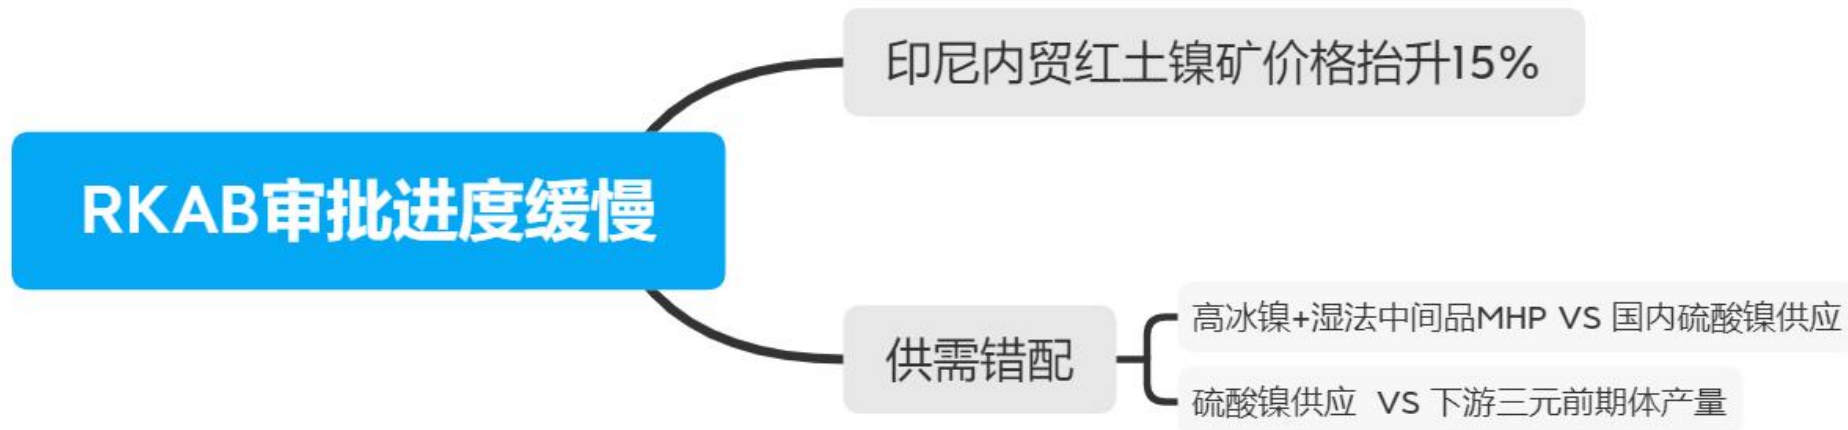 RKAB审批进度缓慢
印尼内贸红土镍矿价格抬升15%
供需错配
高冰镍+湿法中间品MHP VS 国内硫酸镍供应
硫酸镍供应 VS 下游三元前期体产量